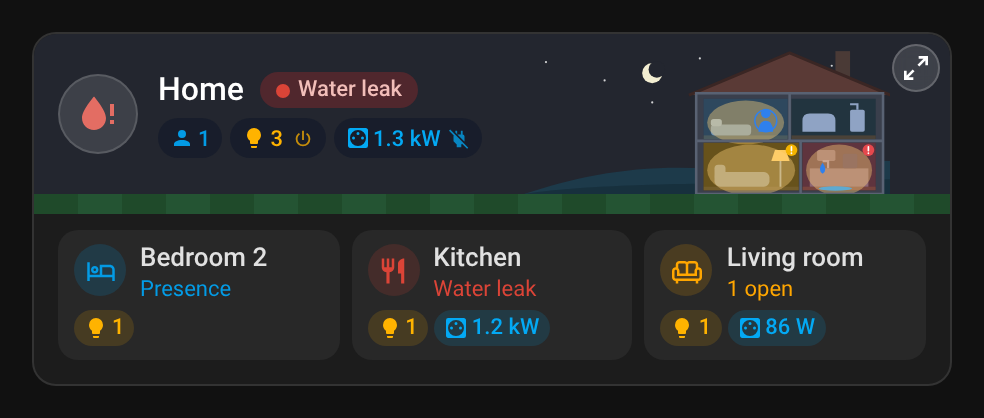 Home
Water leak
1
3
1.3 kW
Bedroom 2
Presence
1
Kitchen
Water leak
1
1.2 kW
Living room
1 open
1
86 W